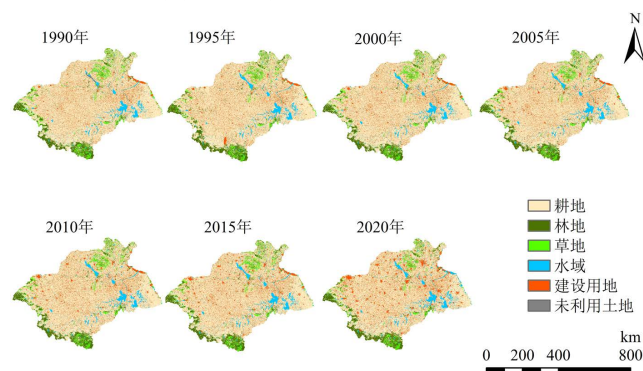 N
1990年
1995年
2000年
2005年
2010年
2015年
2020年
耕地
林地
草地
水域
建设用地
未利用土地
km
0 200 400 800